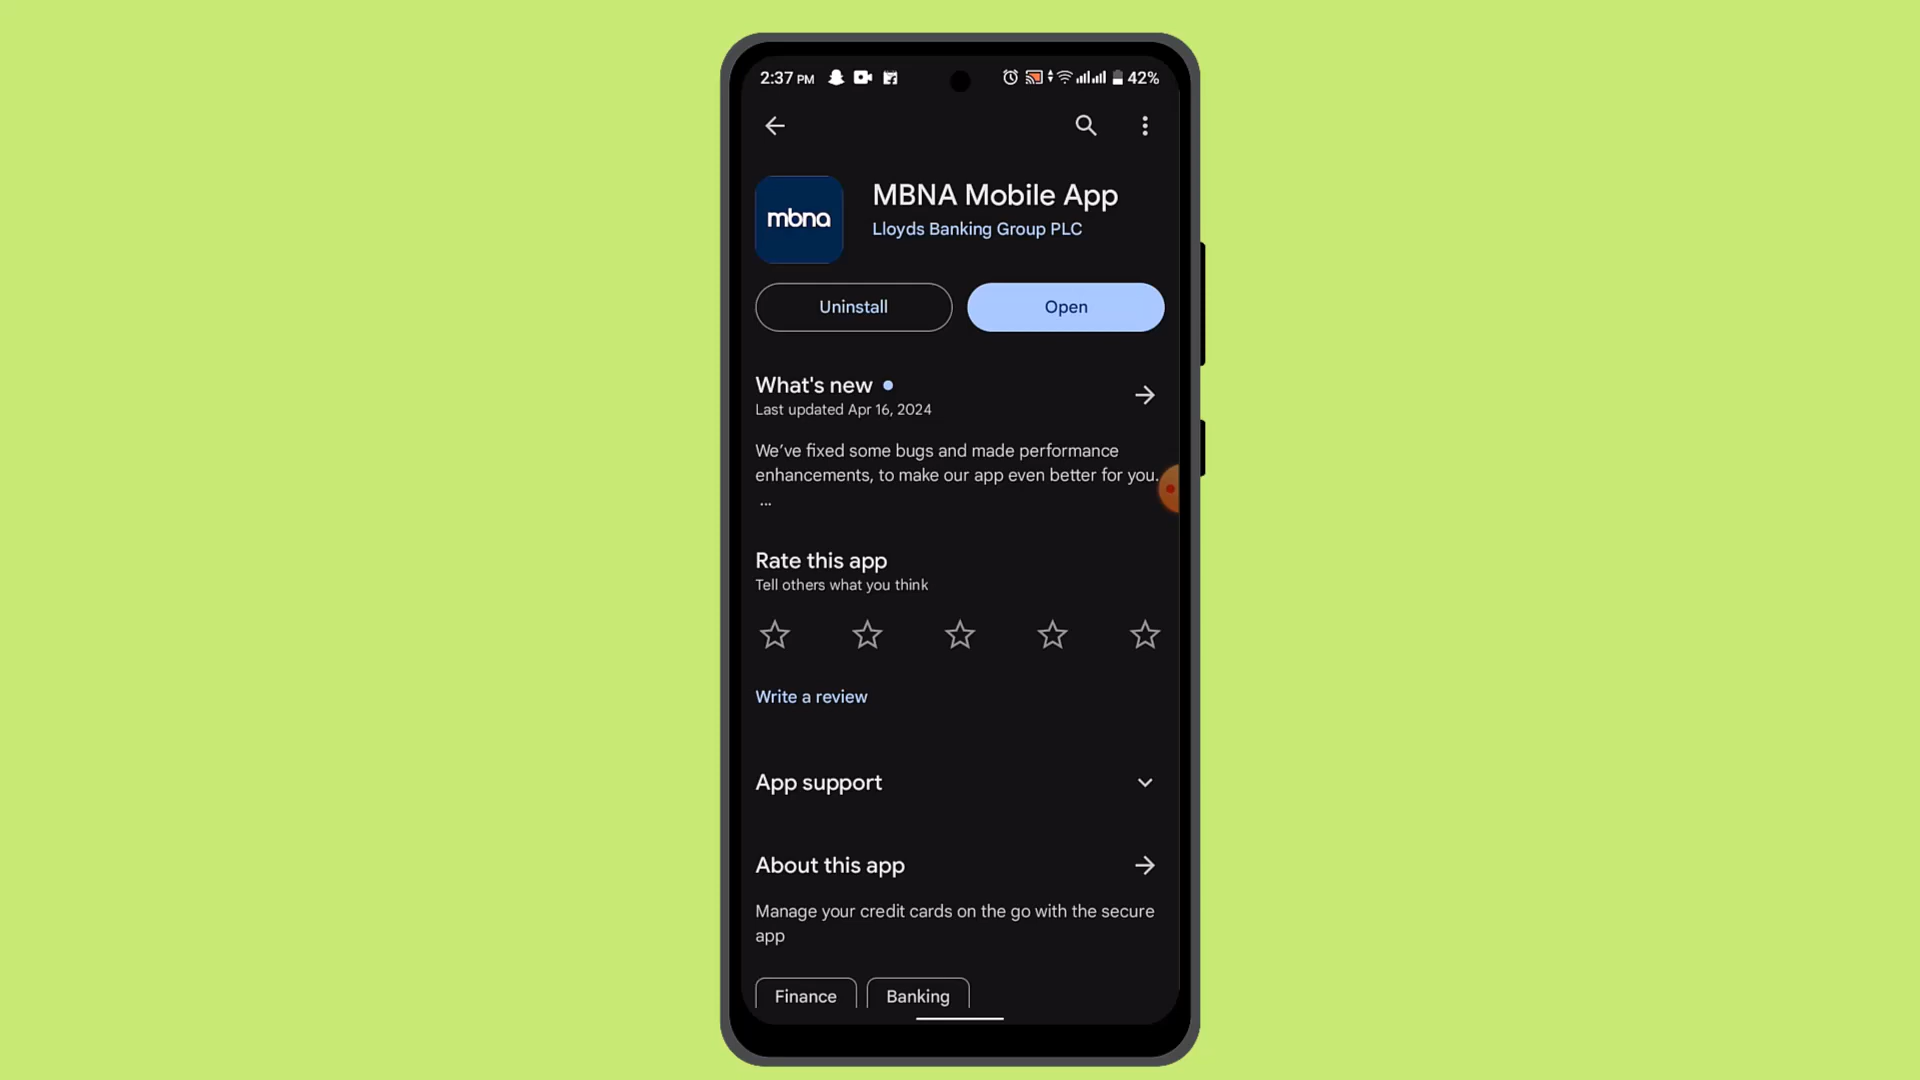 2:37 PM 42%
mbna
MBNA Mobile App
Lloyds Banking Group PLC
Uninstall
Open
What's new
Last updated Apr 16, 2024
We’ve fixed some bugs and made performance
enhancements, to make our app even better for you.
...
Rate this app
Tell others what you think
Write a review
App support
About this app
Manage your credit cards on the go with the secure
app
Finance
Banking